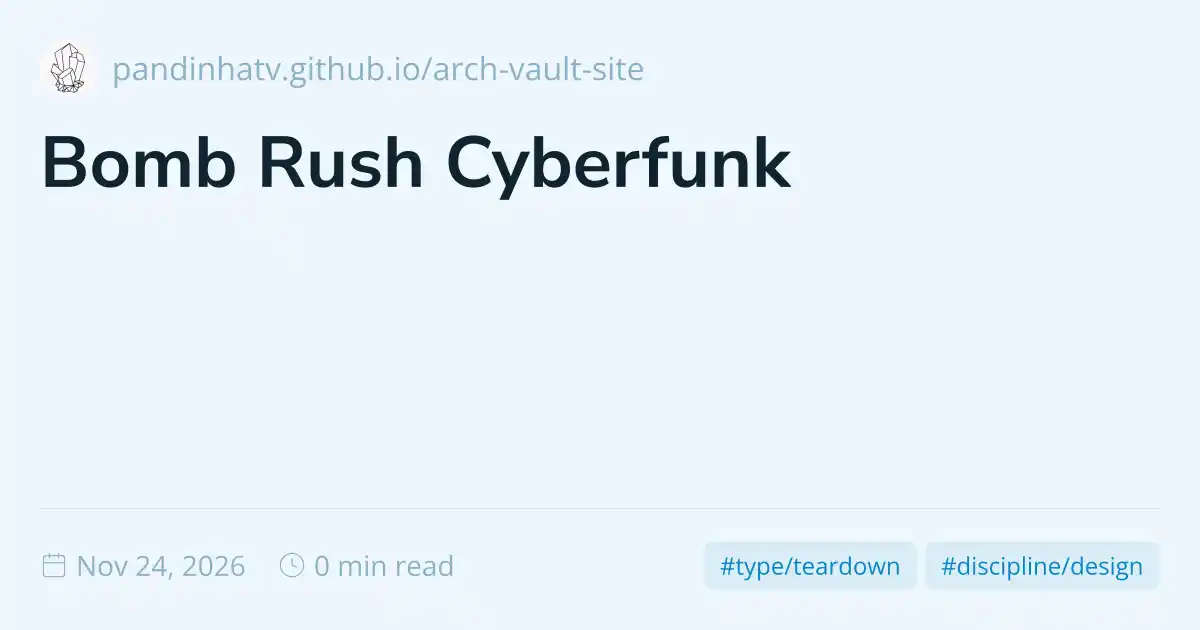 pandinhatv.github.io/arch-vault-site
Bomb Rush Cyberfunk
Nov 24, 2026 0 min read #type/teardown #discipline/design